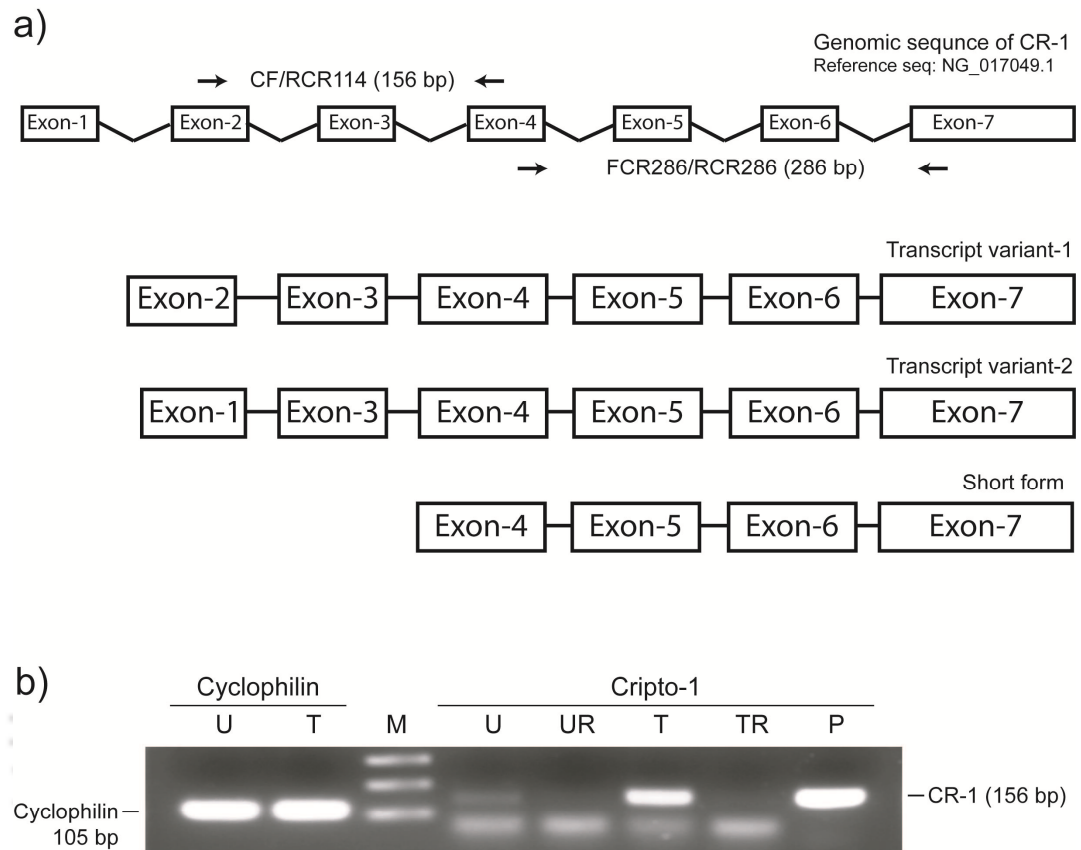 a)
Genomic sequnce of CR-1
Reference seq: NG_017049.1
CF/RCR114 (156 bp)
Exon-1 Exon-2 Exon-3 Exon-4 Exon-5 Exon-6 Exon-7
FCR286/RCR286 (286 bp)
Transcript variant-1
Exon-2 Exon-3 Exon-4 Exon-5 Exon-6 Exon-7
Transcript variant-2
Exon-1 Exon-3 Exon-4 Exon-5 Exon-6 Exon-7
Short form
Exon-4 Exon-5 Exon-6 Exon-7
b)
Cyclophilin Cripto-1
U T M U UR T TR P
Cyclophilin
105 bp
CR-1 (156 bp)